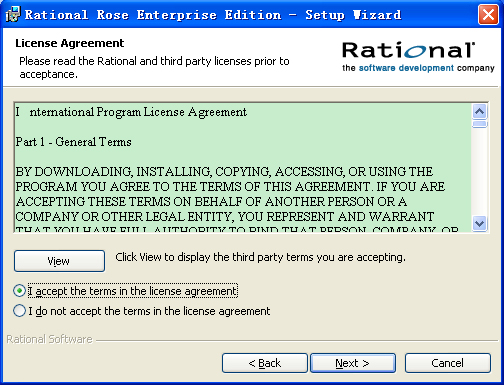 Rational Rose Enterprise Edition - Setup Wizard
License Agreement
Please read the Rational and third party licenses prior to
acceptance.
Rational
the software development company
I nternational Program License Agreement
Part 1 - General Terms
BY DOWNLOADING, INSTALLING, COPYING, ACCESSING, OR USING THE
PROGRAM YOU AGREE TO THE TERMS OF THIS AGREEMENT. IF YOU ARE
ACCEPTING THESE TERMS ON BEHALF OF ANOTHER PERSON OR A
COMPANY OR OTHER LEGAL ENTITY, YOU REPRESENT AND WARRANT
THAT YOU HAVE FULL AUTHORITY TO BIND THAT PERSON, COMPANY, OR
View
Click View to display the third party terms you are accepting.
I accept the terms in the license agreement
I do not accept the terms in the license agreement
Rational Software
< Back
Next >
Cancel